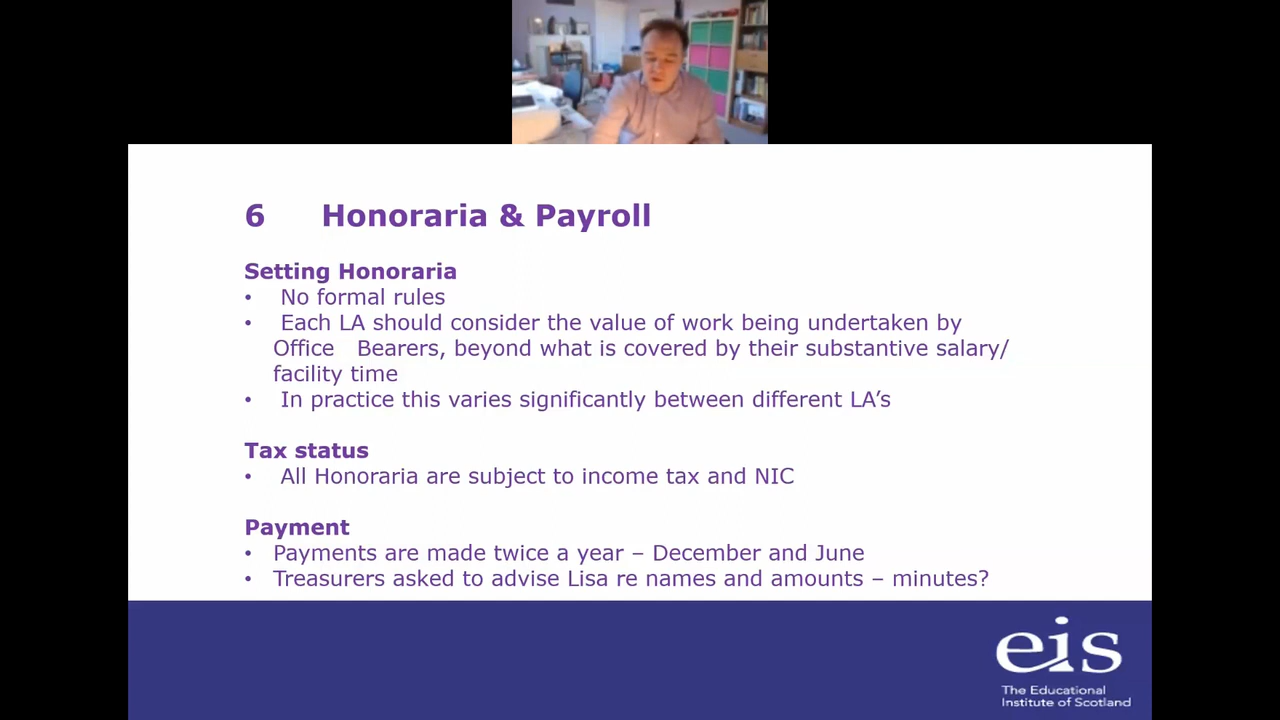 6 Honoraria & Payroll
Setting Honoraria
• No formal rules
• Each LA should consider the value of work being undertaken by
Office Bearers, beyond what is covered by their substantive salary/
facility time
• In practice this varies significantly between different LA’s
Tax status
• All Honoraria are subject to income tax and NIC
Payment
• Payments are made twice a year – December and June
• Treasurers asked to advise Lisa re names and amounts – minutes?
eis
The Educational
Institute of Scotland